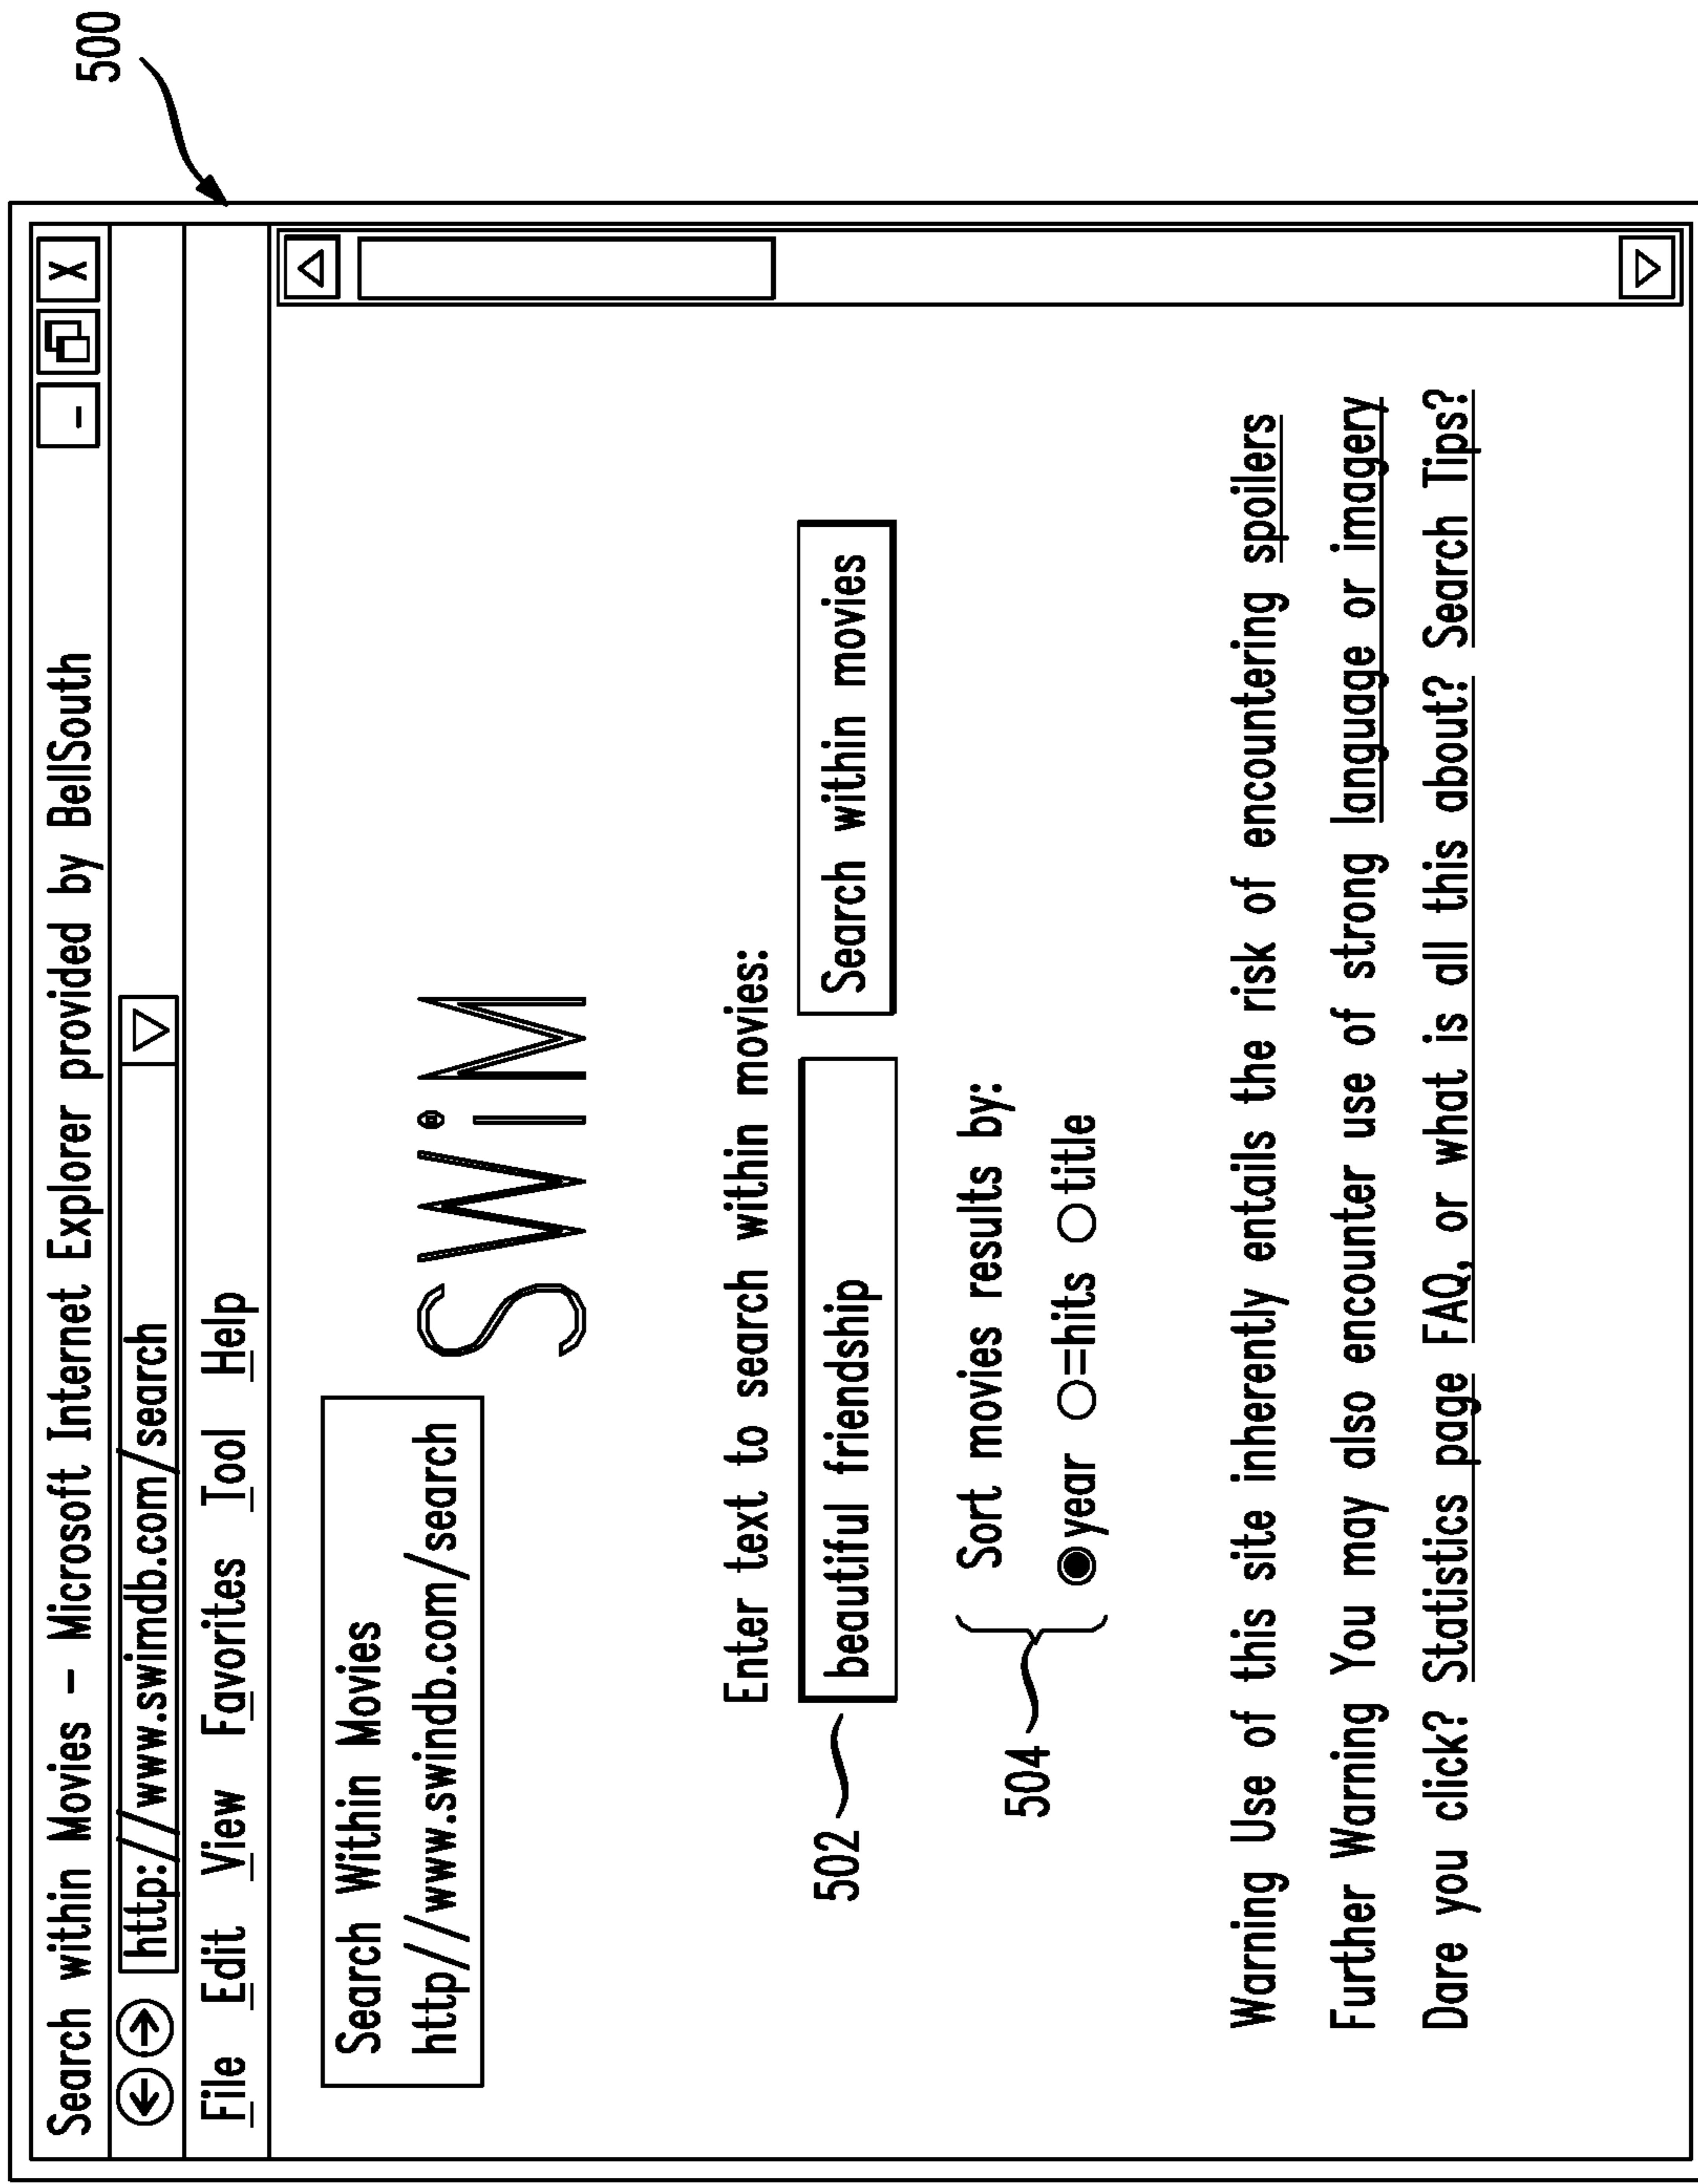 500
Search within Movies - Microsoft Internet Explorer provided by BellSouth
- X
http://www.swimdb.com/search
File Edit View Favorites Tool Help
Search Within Movies
http//www.swindb.com/search
SWiM
Enter text to search within movies:
502 beautiful friendship Search within movies
Sort movies results by:
504
year =hits title
Warning Use of this site inherently entails the risk of encountering spoilers
Further Warning You may also encounter use of strong language or imagery
Dare you click? Statistics page FAQ, or what is all this about? Search Tips?